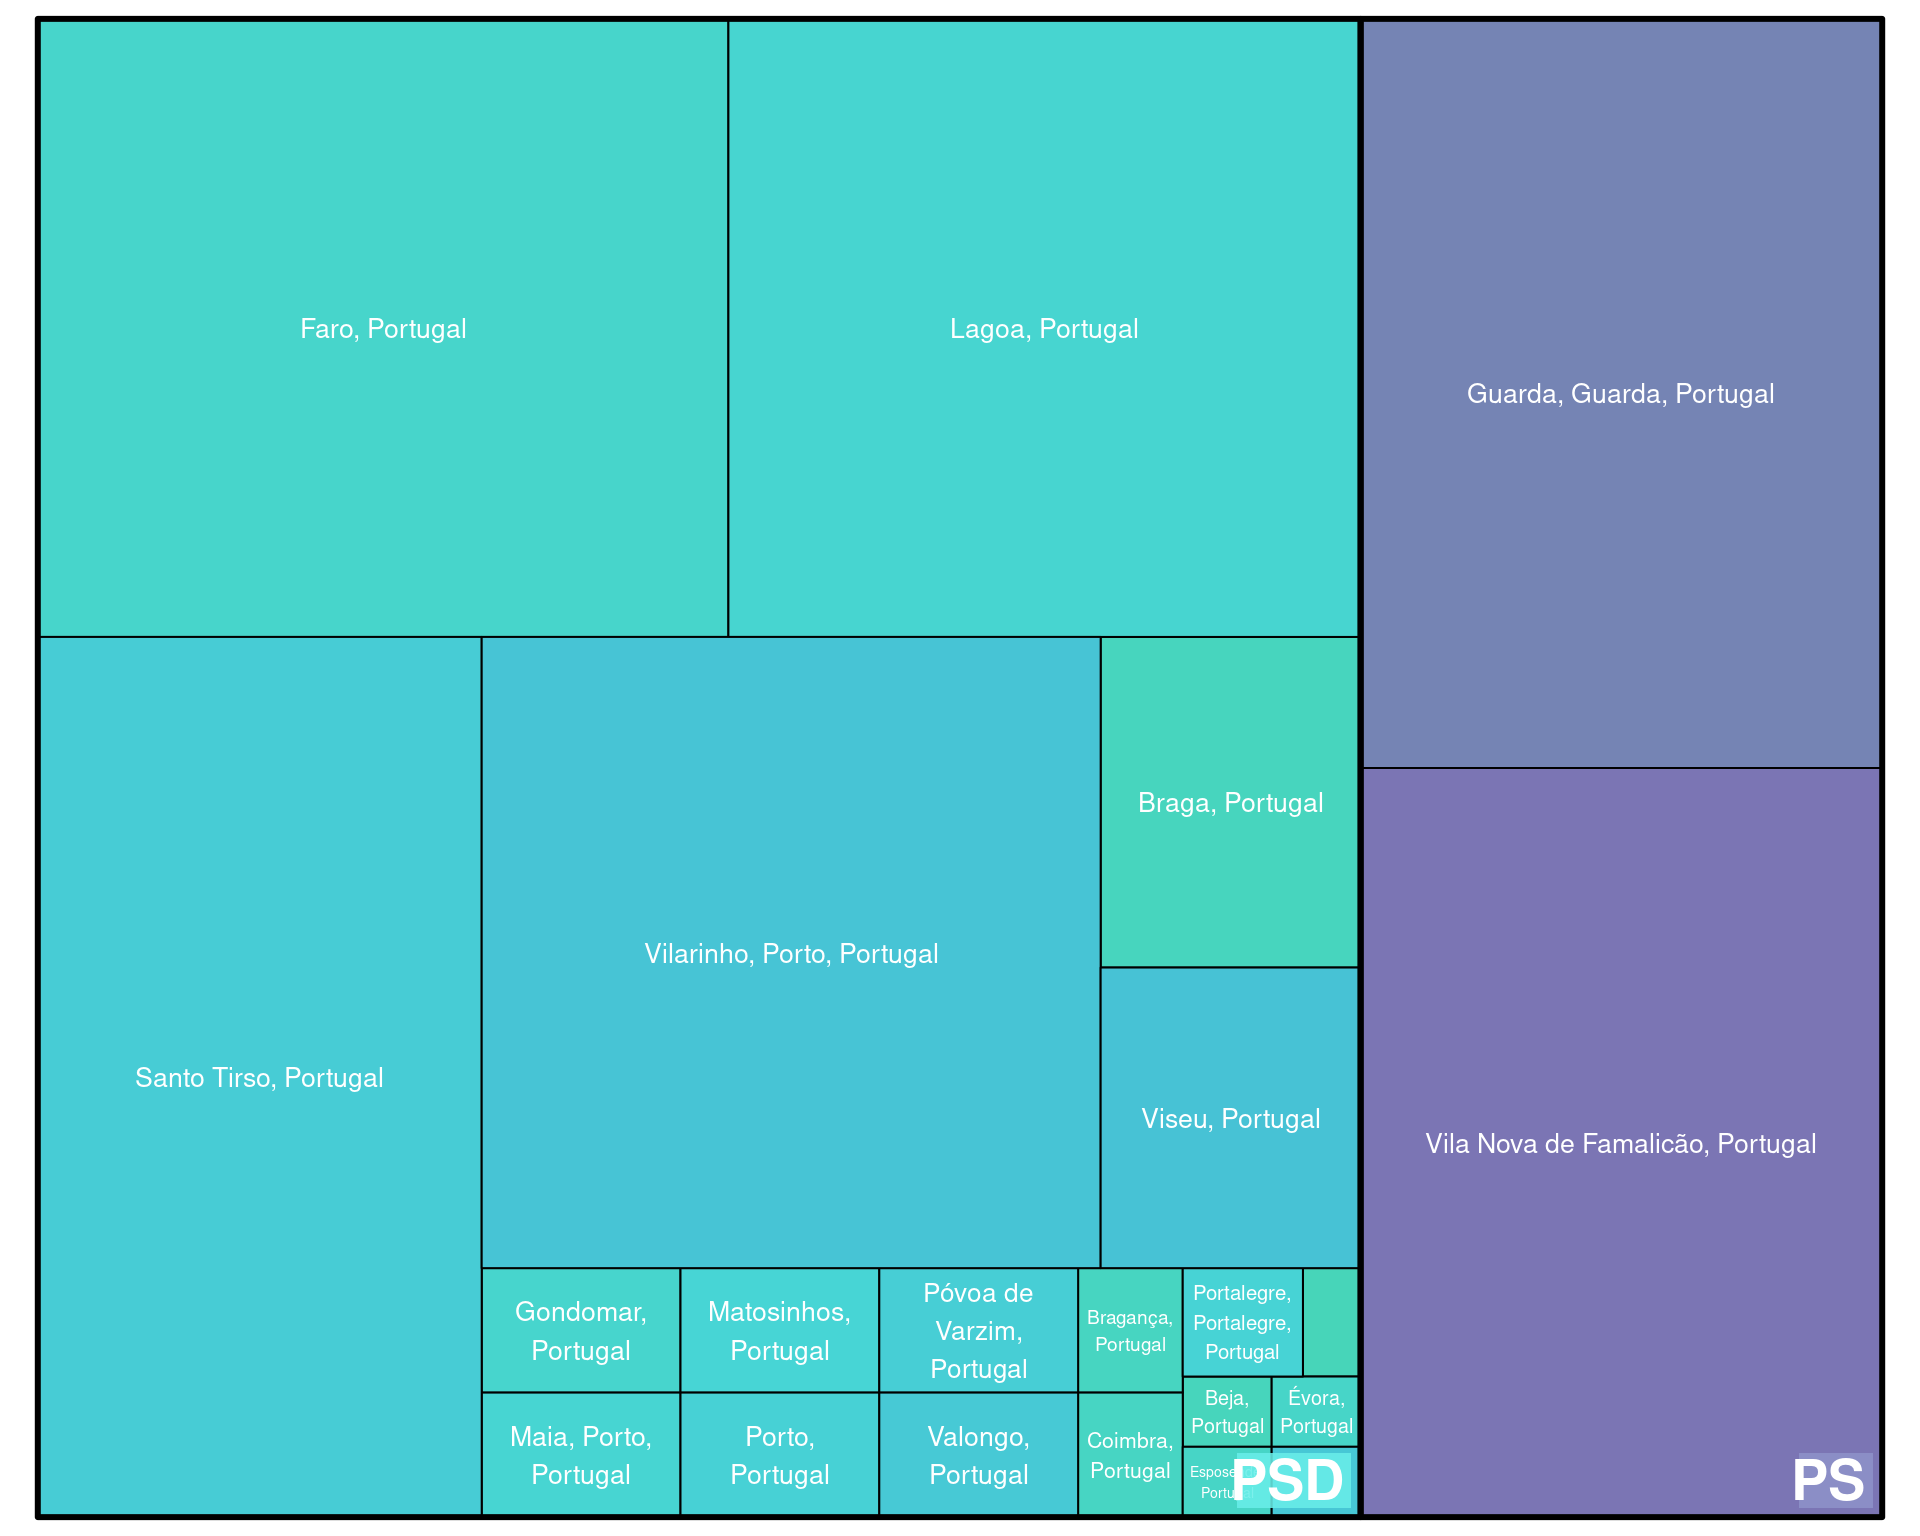 Faro, Portugal
Lagoa, Portugal
Guarda, Guarda, Portugal
Braga, Portugal
Vilarinho, Porto, Portugal
Santo Tirso, Portugal
Viseu, Portugal
Vila Nova de Famalicão, Portugal
Gondomar,
Portugal
Matosinhos,
Portugal
Póvoa de
Varzim,
Portugal
Bragança,
Portugal
Portalegre,
Portalegre,
Portugal
Maia, Porto,
Portugal
Porto,
Portugal
Valongo,
Portugal
Coimbra,
Portugal
Beja,
Portugal
Évora,
Portugal
PSD
PS